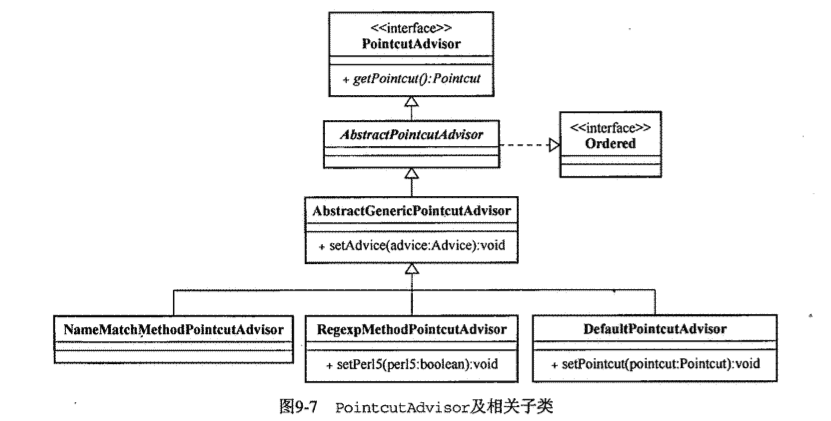 <<interface>>
PointcutAdvisor
+ getPointcut():Pointcut
AbstractPointcutAdvisor
<<interface>>
Ordered
AbstractGenericPointcutAdvisor
+ setAdvice(advice:Advice):void
NameMatchMethodPointcutAdvisor
RegexpMethodPointcutAdvisor
+ setPerl5(perl5:boolean):void
DefaultPointcutAdvisor
+ setPointcut(pointcut:Pointcut):void
图9-7 PointcutAdvisor及相关子类